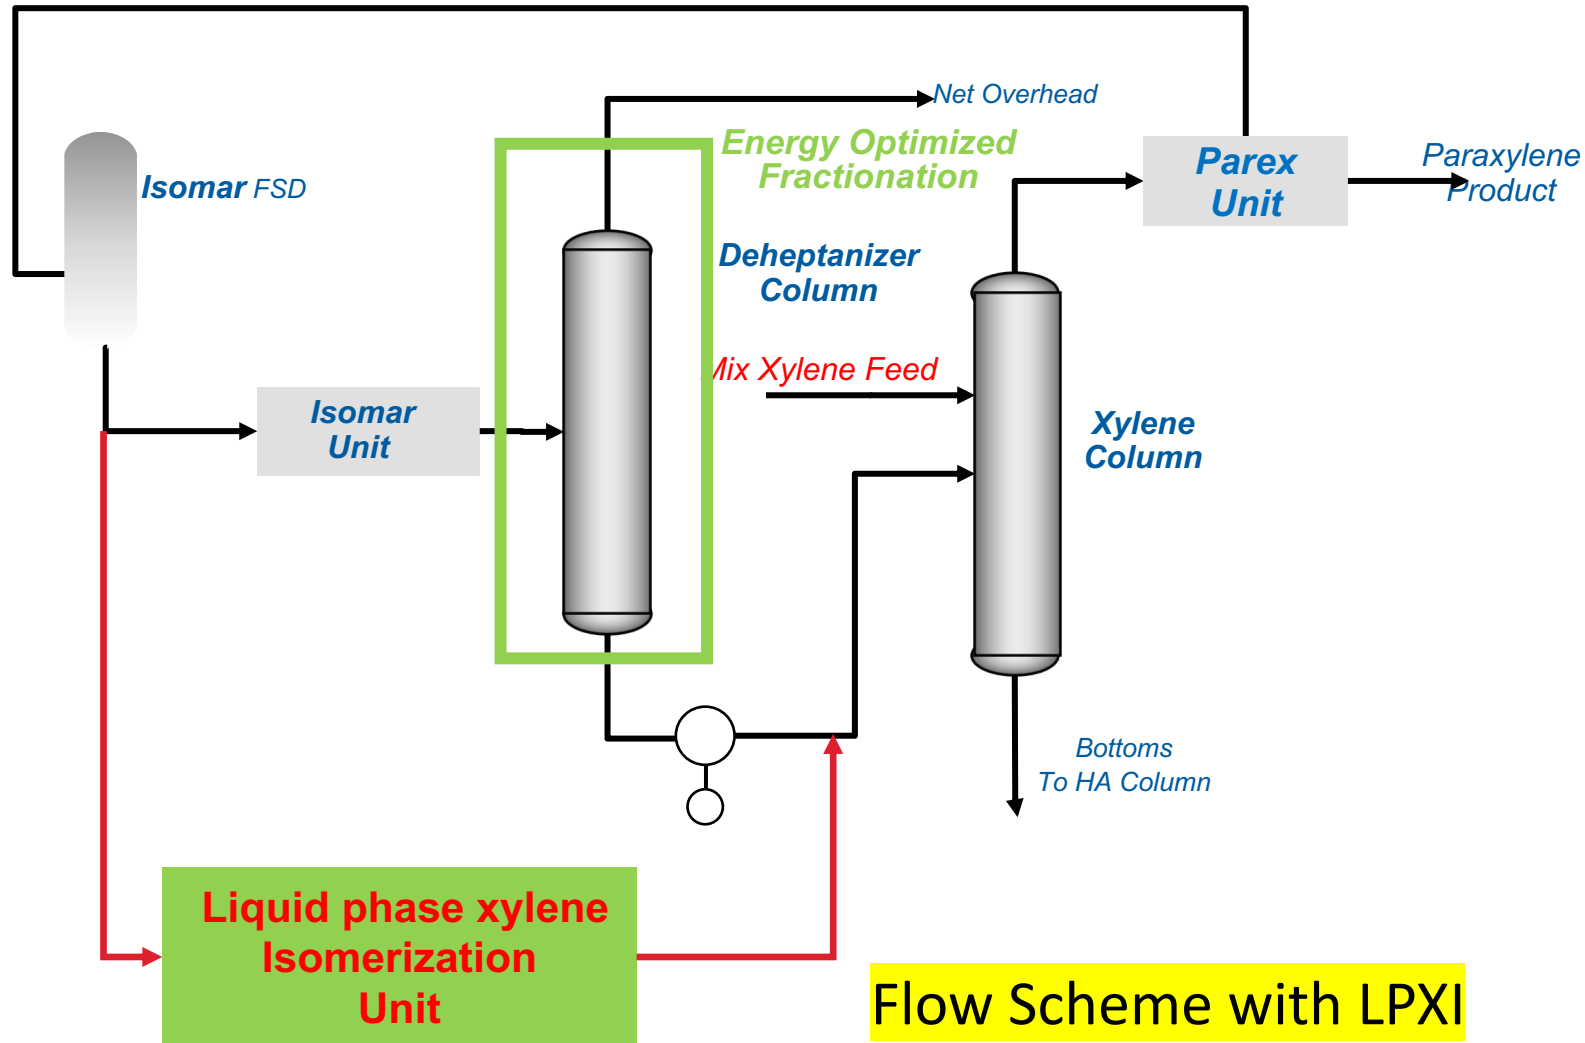 Net Overhead
Energy Optimized
Fractionation
Isomar FSD
Parex
Unit
Paraxylene
Product
Deheptanizer
Column
Mix Xylene Feed
Isomar
Unit
Xylene
Column
Bottoms
To HA Column
Liquid phase xylene
Isomerization
Unit
Flow Scheme with LPXI